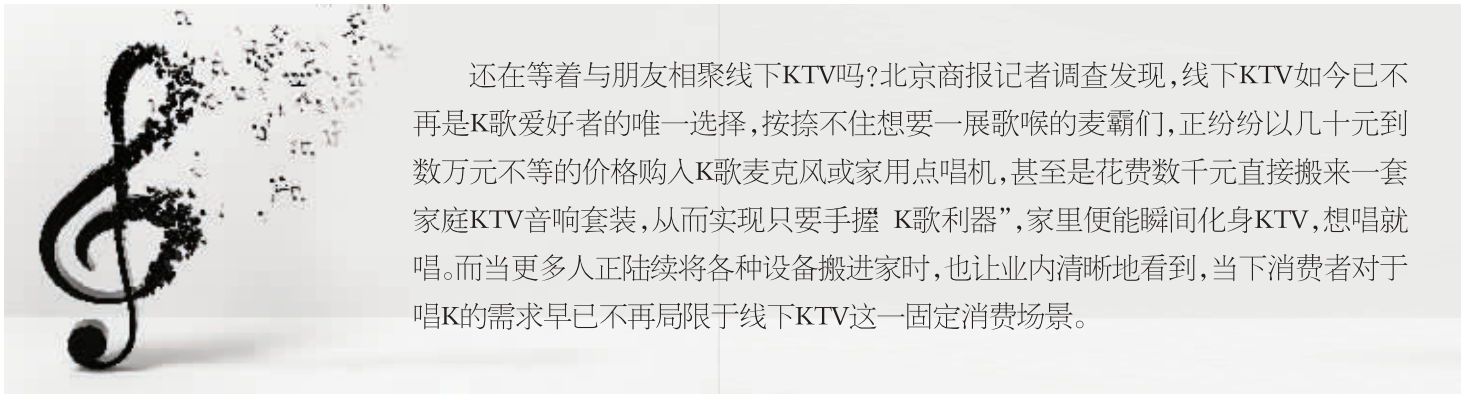 还在等着与朋友相聚线下KTV吗?北京商报记者调查发现,线下KTV如今已不
再是K歌爱好者的唯一选择,按捺不住想要一展歌喉的麦霸们,正纷纷以几十元到
数万元不等的价格购入K歌麦克风或家用点唱机,甚至是花费数千元直接搬来一套
家庭KTV音响套装,从而实现只要手握“K歌利器”,家里便能瞬间化身KTV,想唱就
唱。而当更多人正陆续将各种设备搬进家时,也让业内清晰地看到,当下消费者对于
唱K的需求早已不再局限于线下KTV这一固定消费场景。